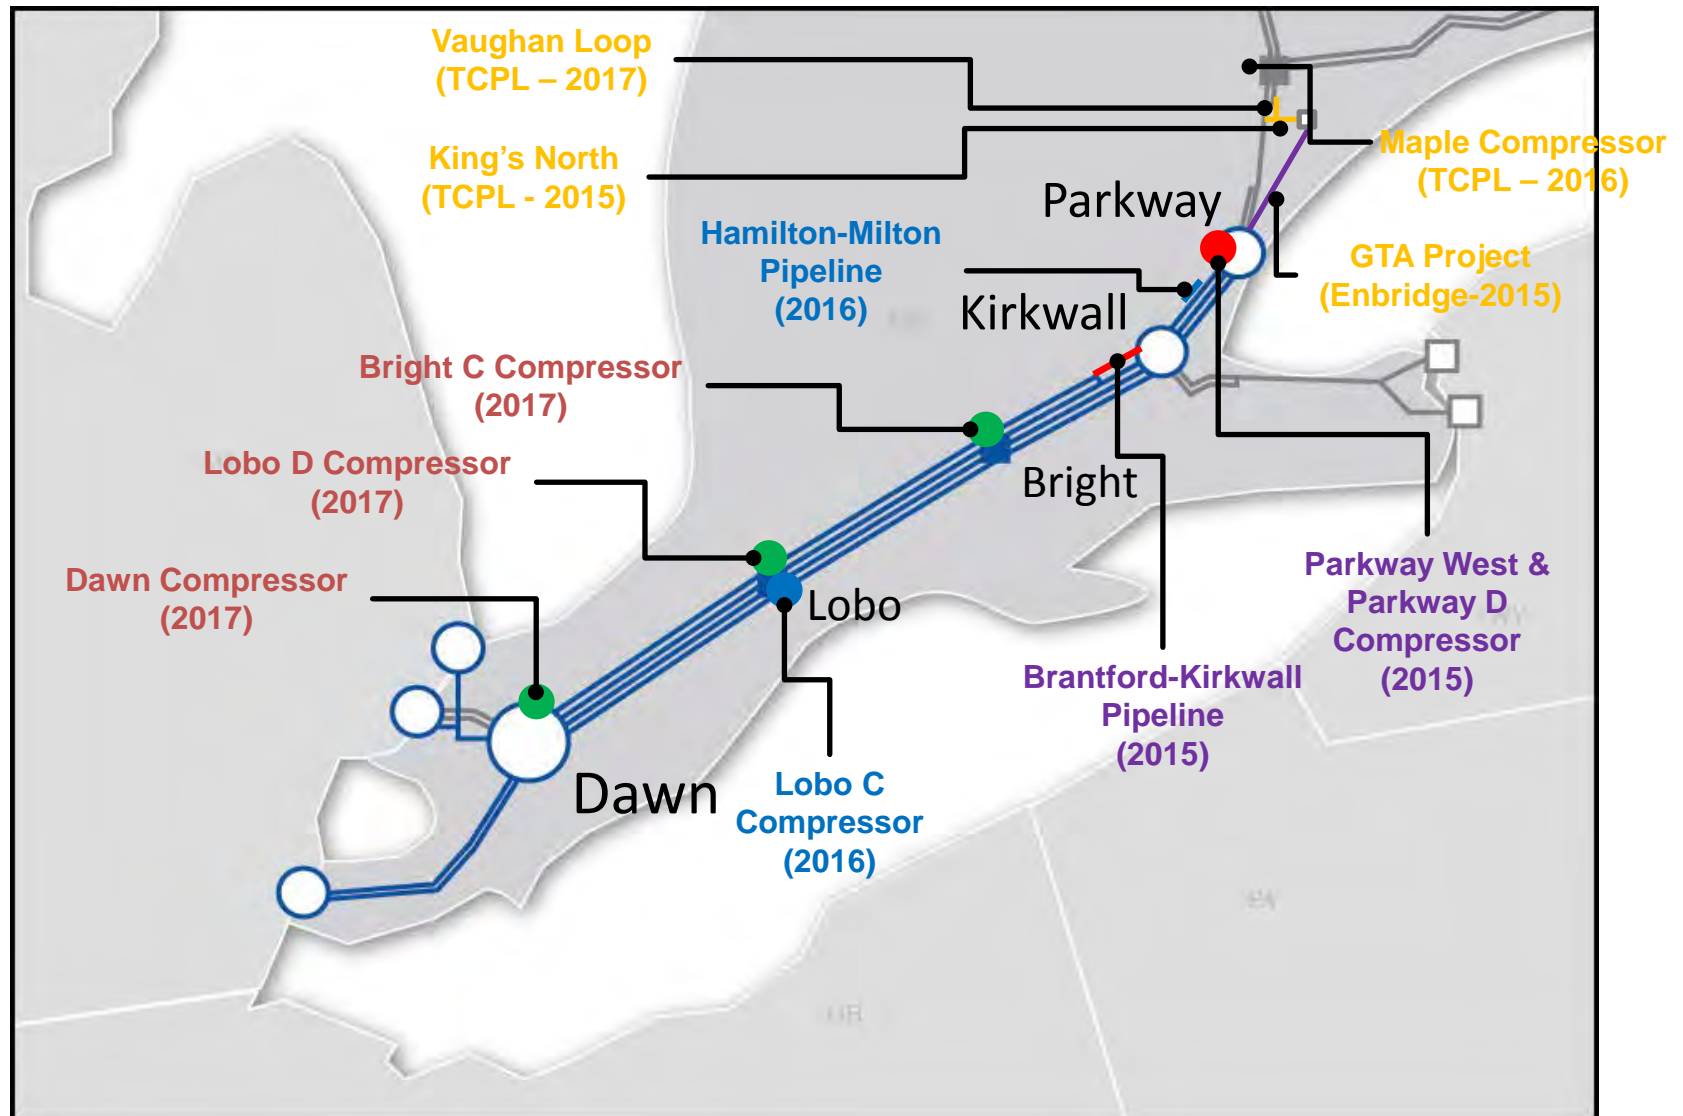 Vaughan Loop
(TCPL – 2017)
King's North
(TCPL - 2015)
Maple Compressor
(TCPL – 2016)
Parkway
Hamilton-Milton
Pipeline
(2016)
GTA Project
(Enbridge-2015)
Kirkwall
Bright C Compressor
(2017)
Lobo D Compressor
(2017)
Bright
Dawn Compressor
(2017)
Lobo
Parkway West &
Parkway D
Compressor
(2015)
Brantford-Kirkwall
Pipeline
(2015)
Dawn
Lobo C
Compressor
(2016)